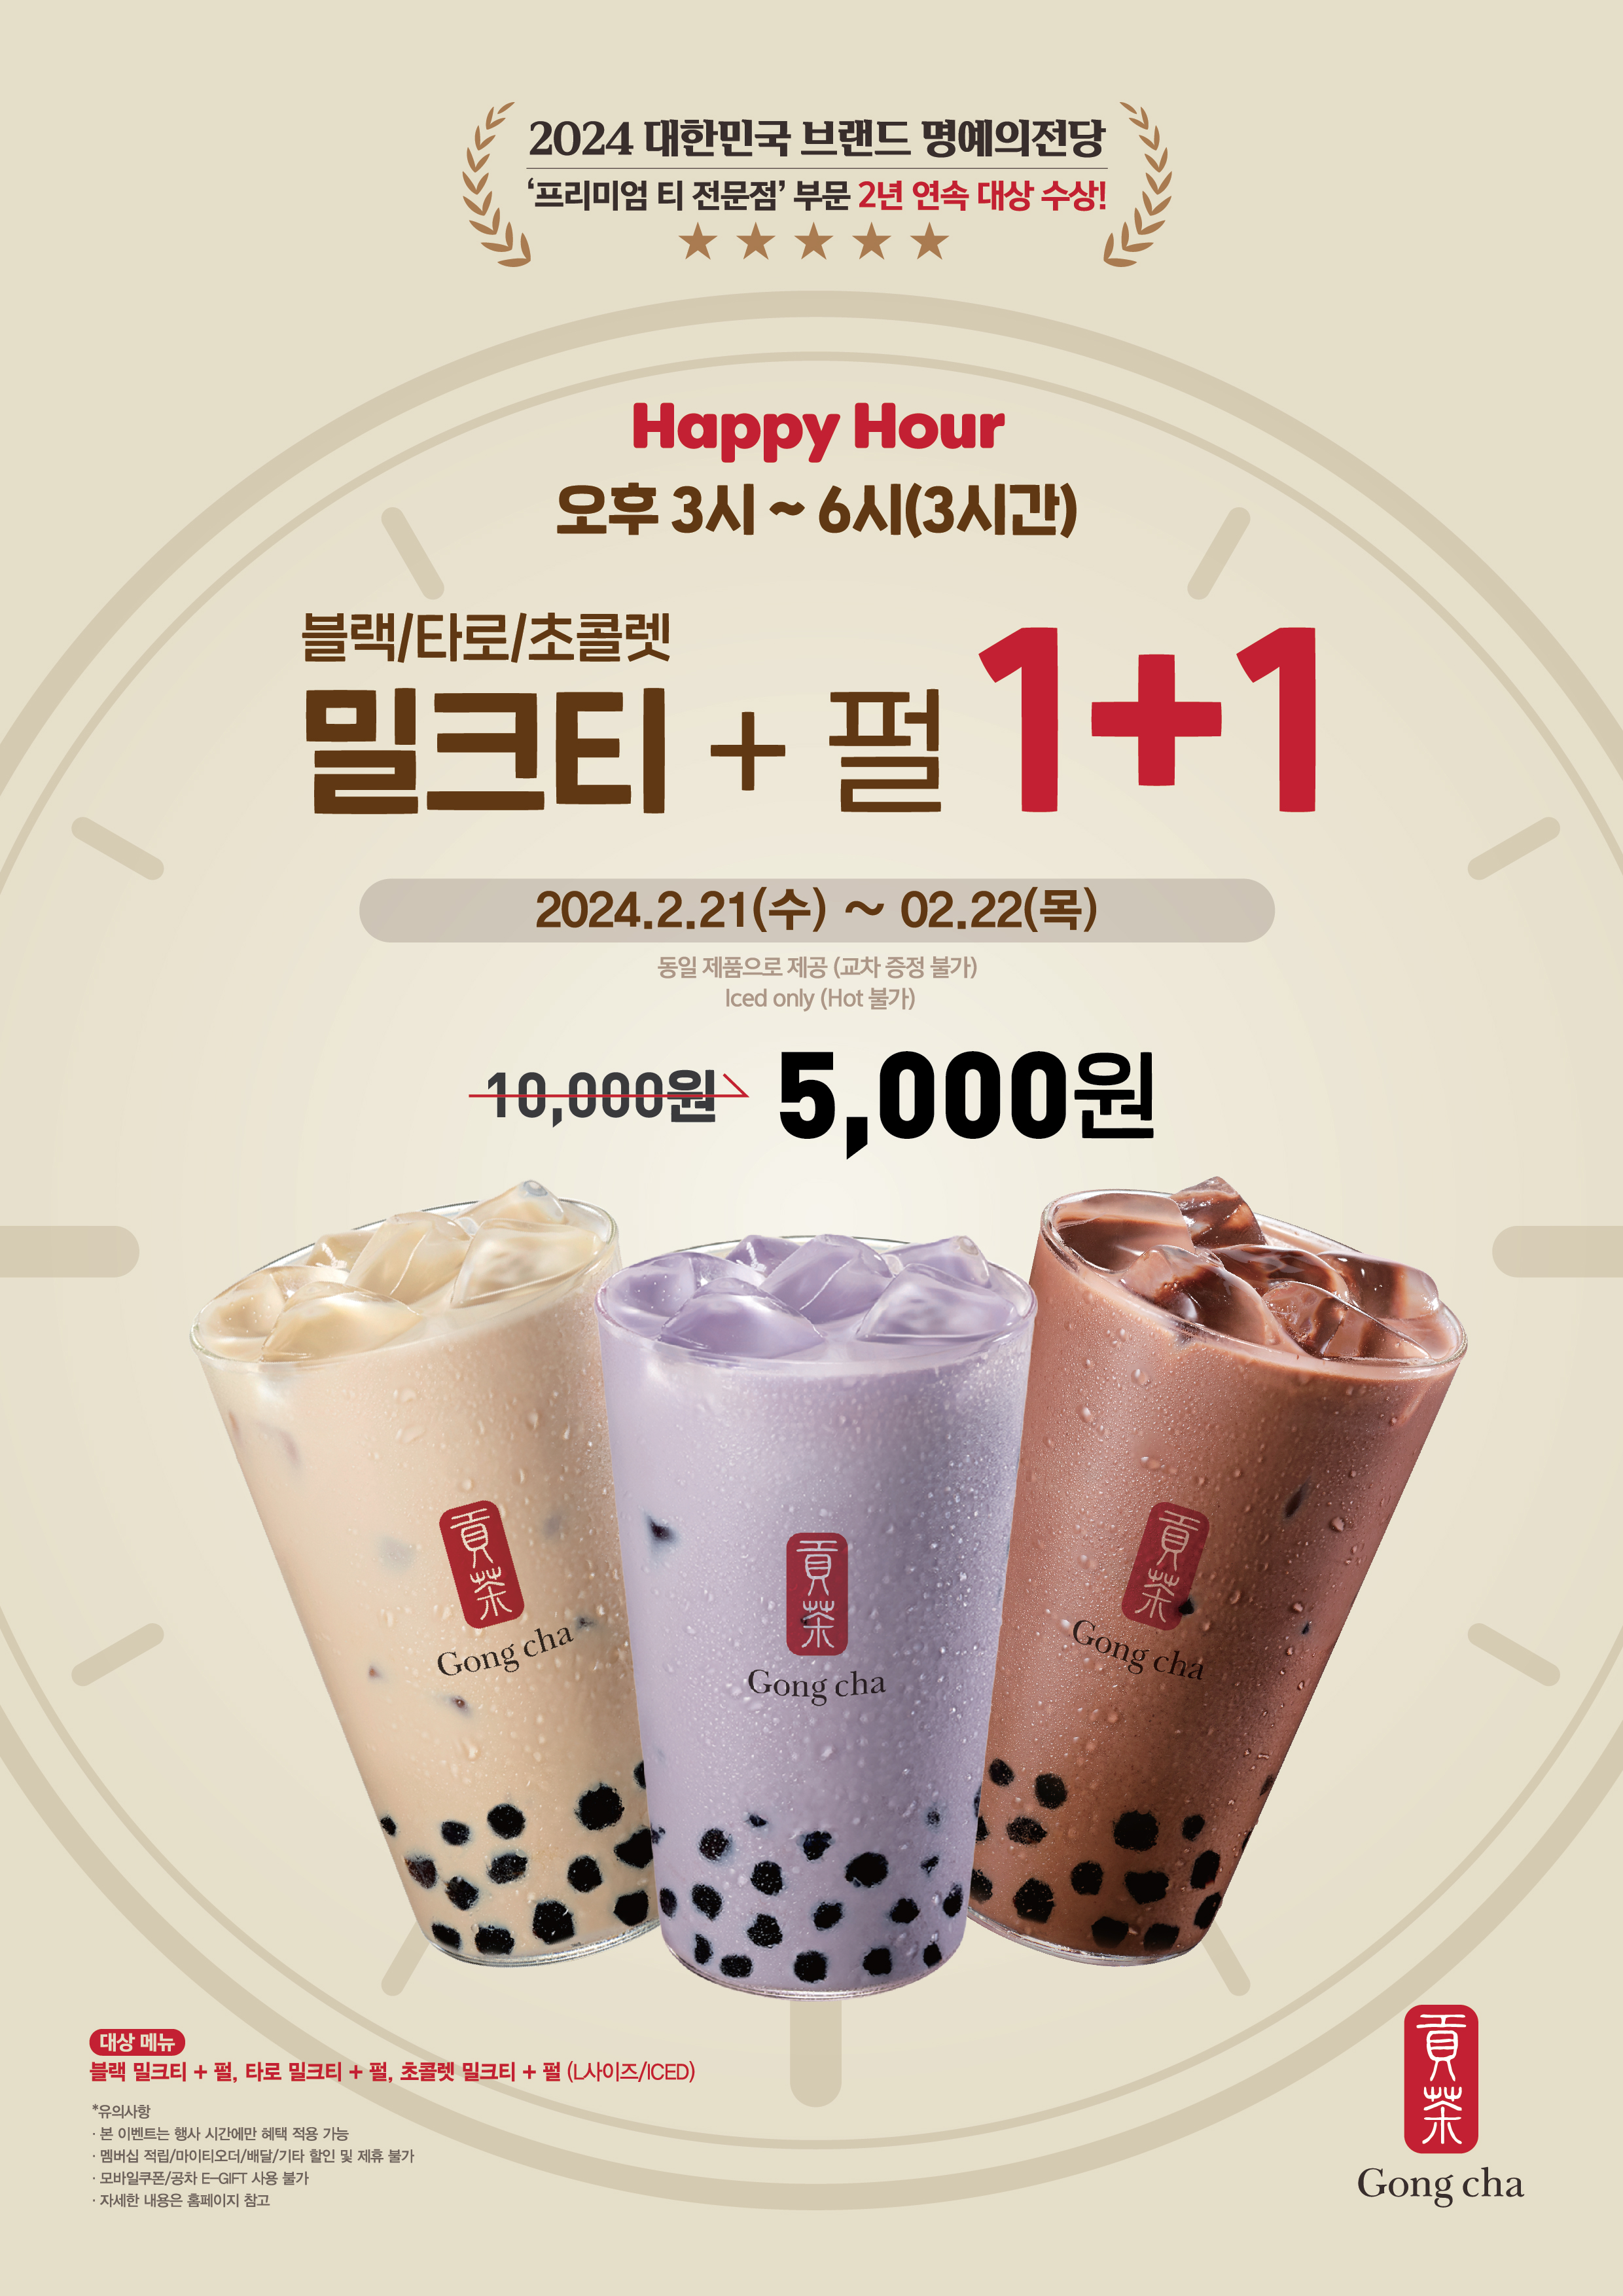 2024 대한민국 브랜드 명예의전당
‘프리미엄 티 전문점’ 부문 2년 연속 대상 수상!
Happy Hour
오후 3시 ~ 6시(3시간)
블랙/타로/초콜렛
밀크티 + 펄 1+1
2024.2.21(수) ~ 02.22(목)
동일 제품으로 제공 (교차 증정 불가)
Iced only (Hot 불가)
10,000원 5,000원
貢茶
Gong cha
貢茶
Gong cha
貢茶
Gong cha
대상 메뉴
블랙 밀크티 + 펄, 타로 밀크티 + 펄, 초콜렛 밀크티 + 펄 (L사이즈/ICED)
*유의사항
· 본 이벤트는 행사 시간에만 혜택 적용 가능
· 멤버십 적립/마이티오더/배달/기타 할인 및 제휴 불가
· 모바일쿠폰/공차 E-GIFT 사용 불가
· 자세한 내용은 홈페이지 참고
貢茶
Gong cha